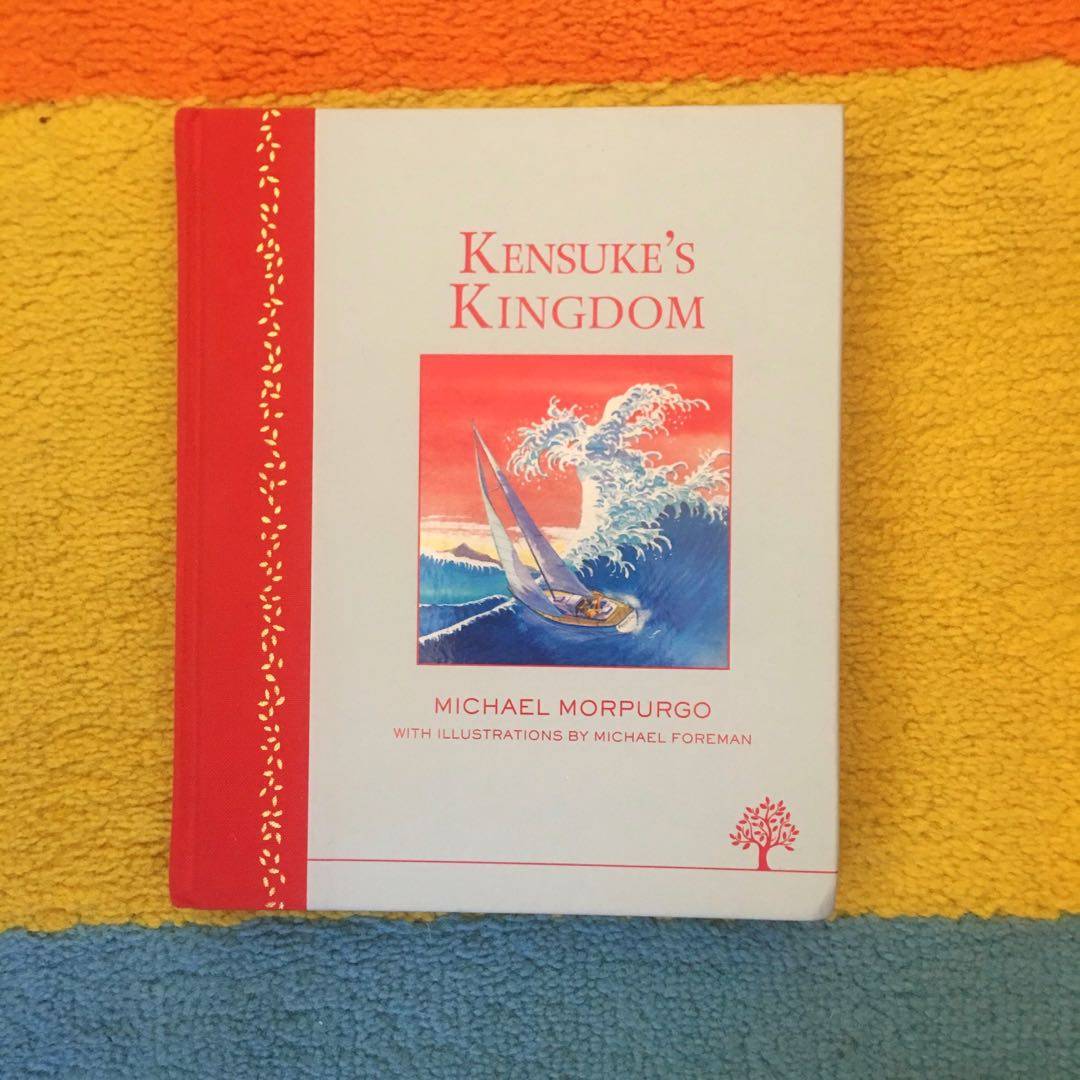 KENSUKE'S
KINGDOM
MICHAEL MORPURGO
WITH ILLUSTRATIONS BY MICHAEL FOREMAN